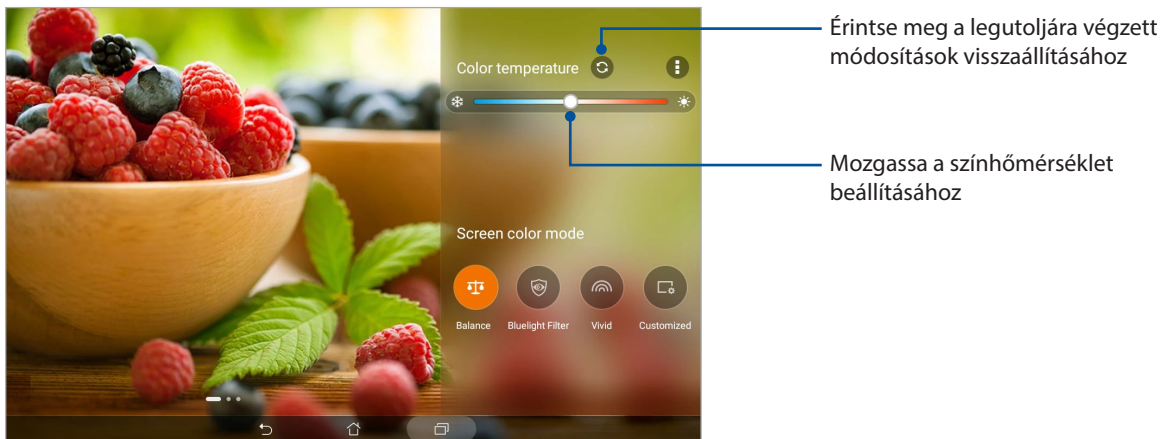 Érintse meg a legutoljára végzett
módosítások visszaállításához
Color temperature
Mozgassa a színhőmérséklet
beállításához
Screen color mode
Balance
Bluelight Filter
Vivid
Customized